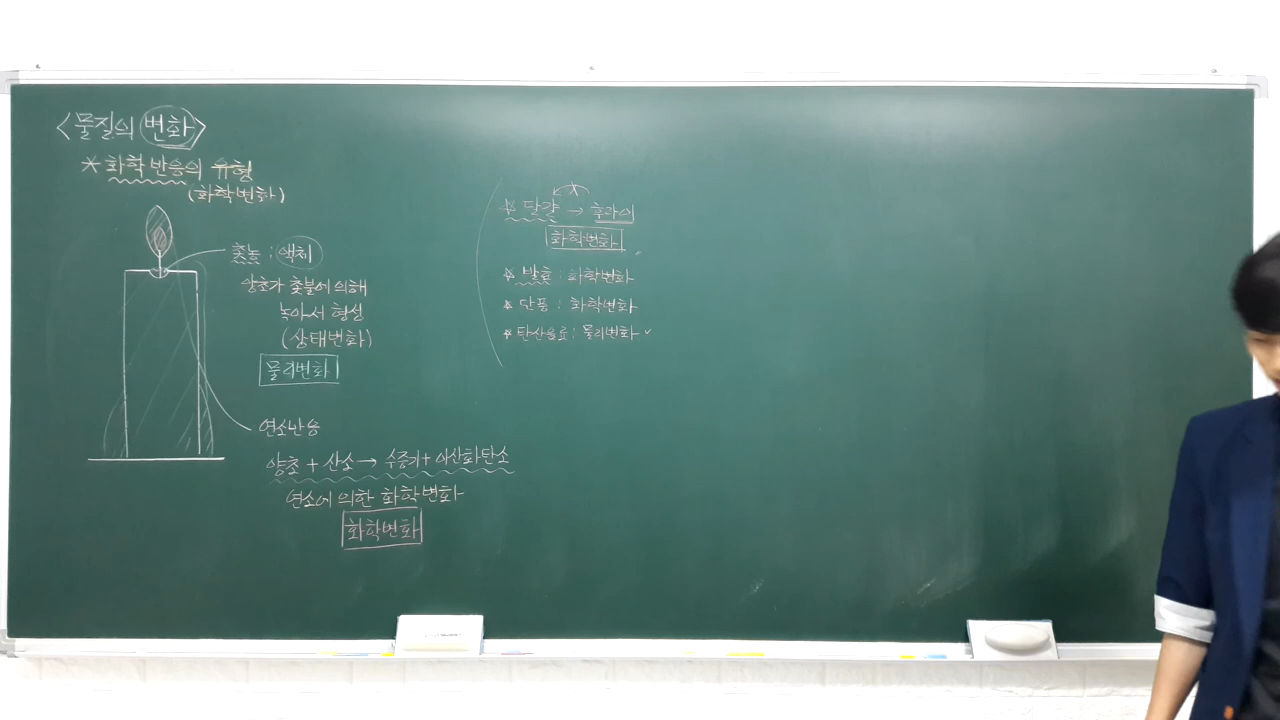 <물질의 변화>
* 화학반응의 유형
(화학변화)
촛농 : 액체
양초가 촛불에 의해
녹아서 형성
(상태변화)
물리변화
연소반응
양초 + 산소 → 수증기 + 이산화탄소
연소에 의한 화학변화
화학변화
* 달걀 → 후라이
화학변화
* 발효 : 화학변화
* 단풍 : 화학변화
* 탄산음료 : 물리변화 ✓